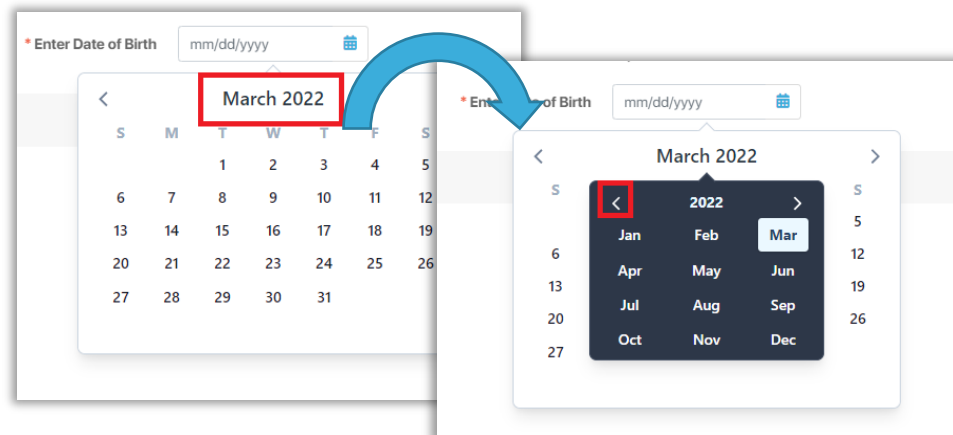 * Enter Date of Birth mm/dd/yyyy
March 2022
S M T W T F S
1 2 3 4 5
6 7 8 9 10 11 12
13 14 15 16 17 18 19
20 21 22 23 24 25 26
27 28 29 30 31
* of Birth mm/dd/yyyy
March 2022
S S
2022
Jan Feb Mar
5
6 Apr May Jun 12
13 Jul Aug Sep 19
20 Oct Nov Dec 26
27